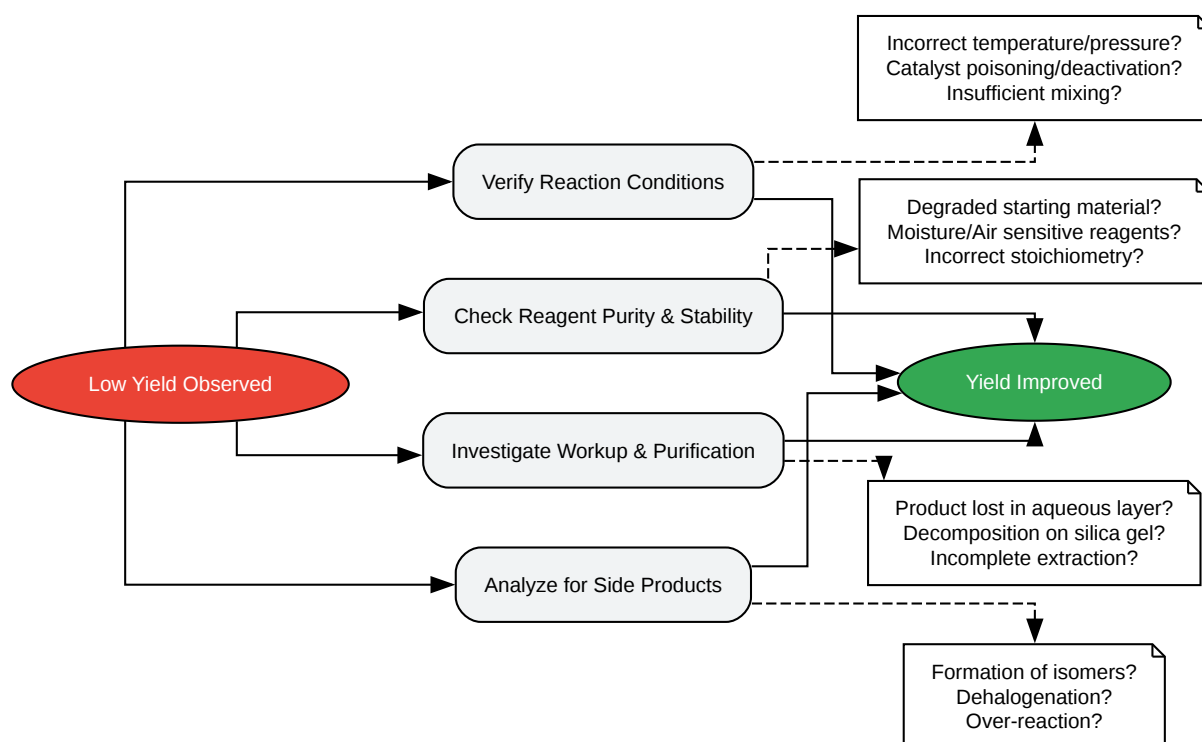 Incorrect temperature/pressure?
Catalyst poisoning/deactivation?
Insufficient mixing?
Verify Reaction Conditions
Degraded starting material?
Moisture/Air sensitive reagents?
Incorrect stoichiometry?
Check Reagent Purity & Stability
Low Yield Observed
Yield Improved
Investigate Workup & Purification
Product lost in aqueous layer?
Decomposition on silica gel?
Incomplete extraction?
Analyze for Side Products
Formation of isomers?
Dehalogenation?
Over-reaction?